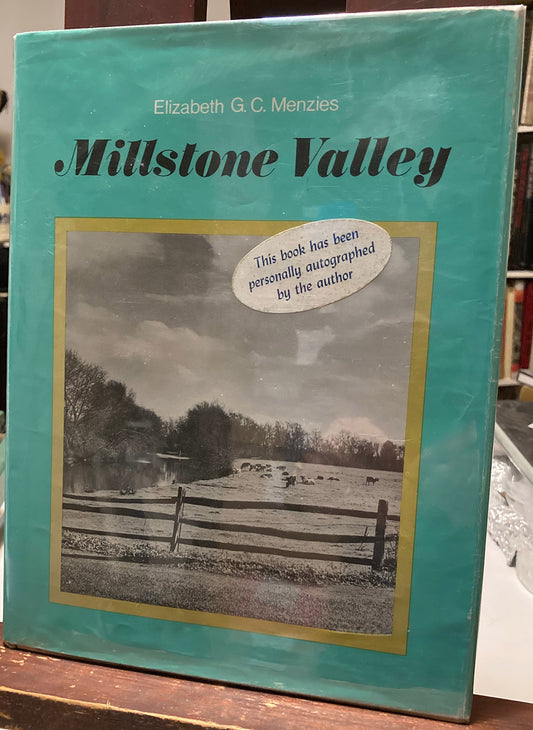 Elizabeth G. C. Menzies
Millstone Valley
This book has been
personally autographed
by the author